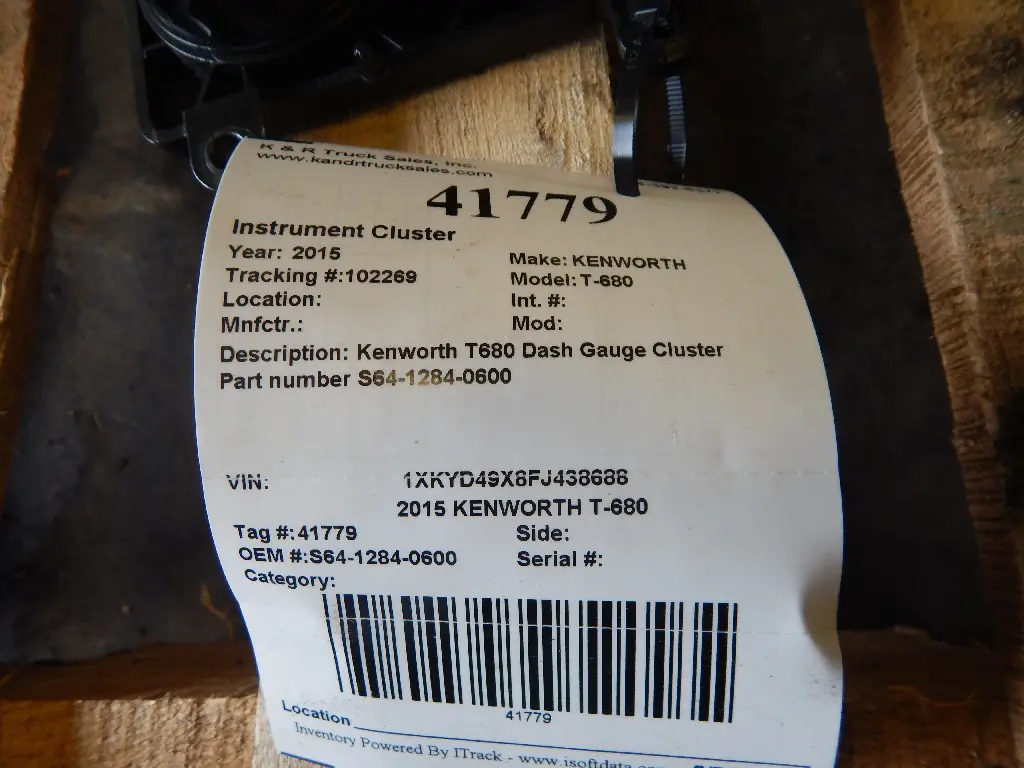 K & R Truck Sales, Inc.
www.kandrtrucksales.com
41779
Instrument Cluster
Year: 2015
Make: KENWORTH
Tracking #:102269
Model: T-680
Location:
Int. #:
Mnfctr.:
Mod:
Description: Kenworth T680 Dash Gauge Cluster
Part number S64-1284-0600
VIN: 1XKYD49X8FJ438688
2015 KENWORTH T-680
Tag #:41779
Side:
OEM #:S64-1284-0600
Serial #:
Category:
41779
Location
Inventory Powered By ITrack - www.isoftdata